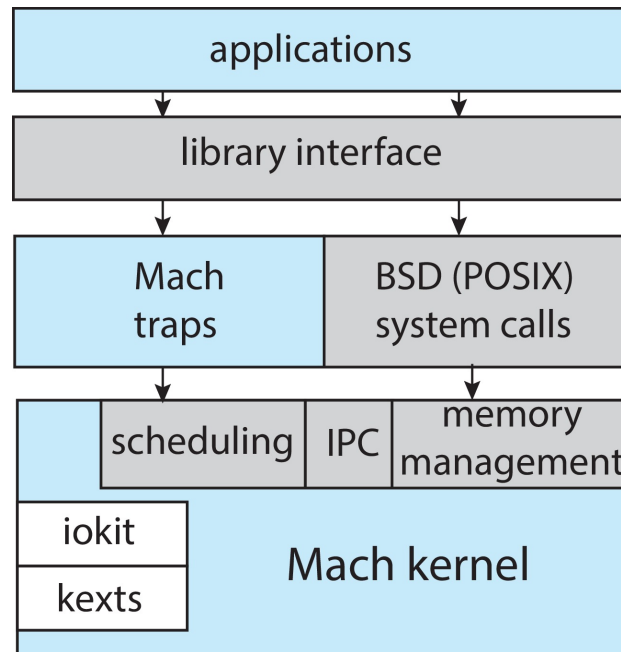 applications
library interface
Mach
traps
BSD (POSIX)
system calls
scheduling
IPC
memory
management
iokit
kexts
Mach kernel